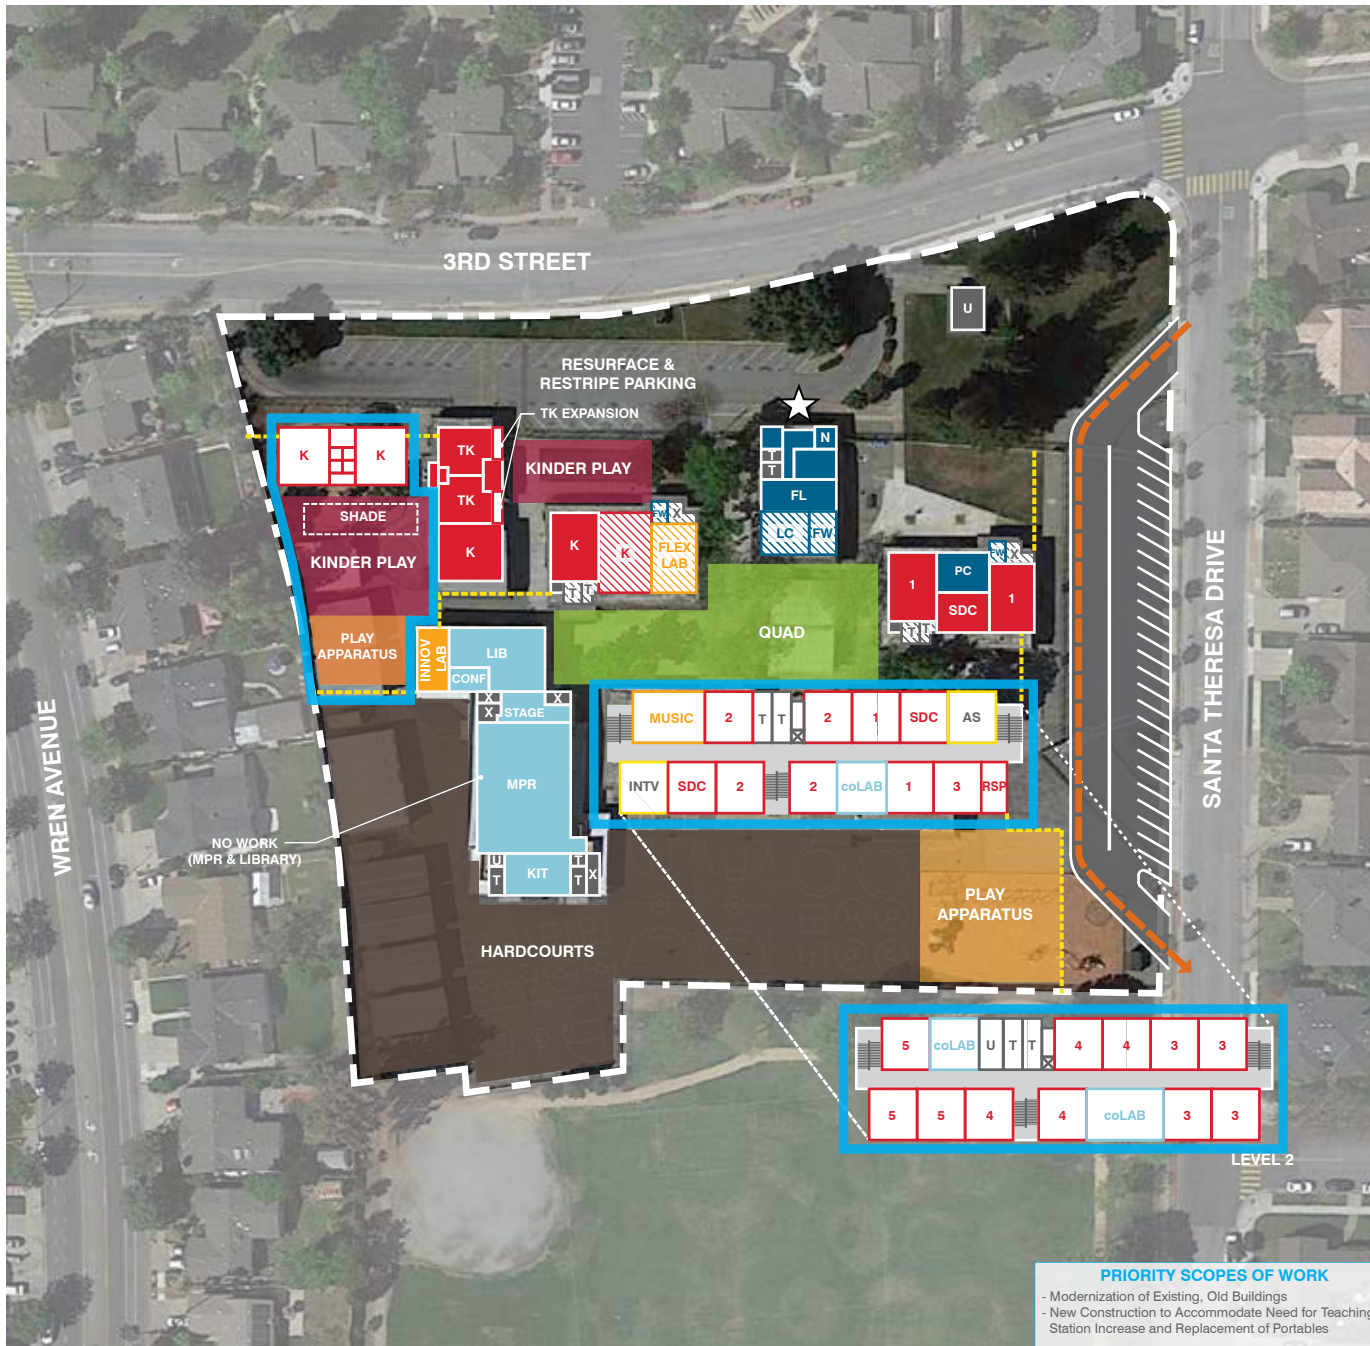 3RD STREET
U
RESURFACE &
RESTRIPE PARKING
TK EXPANSION
K
K
TK
TK
K
KINDER PLAY
N
T
T
FL
LC
FW
SHADE
KINDER PLAY
K
K
FW
X
FLEX
LAB
T
T
1
PC
SDC
1
FW
X
T
T
QUAD
PLAY
APPARATUS
INNOV
LAB
LIB
CONF
X
X
X
STAGE
MPR
NO WORK
(MPR & LIBRARY)
U
T
KIT
T
T
X
MUSIC
2
T
T
2
1
SDC
AS
INTV
SDC
2
2
coLAB
1
3
RSP
PLAY
APPARATUS
HARDCOURTS
WREN AVENUE
SANTA THERESA DRIVE
5
coLAB
U
T
T
4
4
3
3
5
5
4
4
coLAB
3
3
LEVEL 2
PRIORITY SCOPES OF WORK
- Modernization of Existing, Old Buildings
- New Construction to Accommodate Need for Teaching
Station Increase and Replacement of Portables